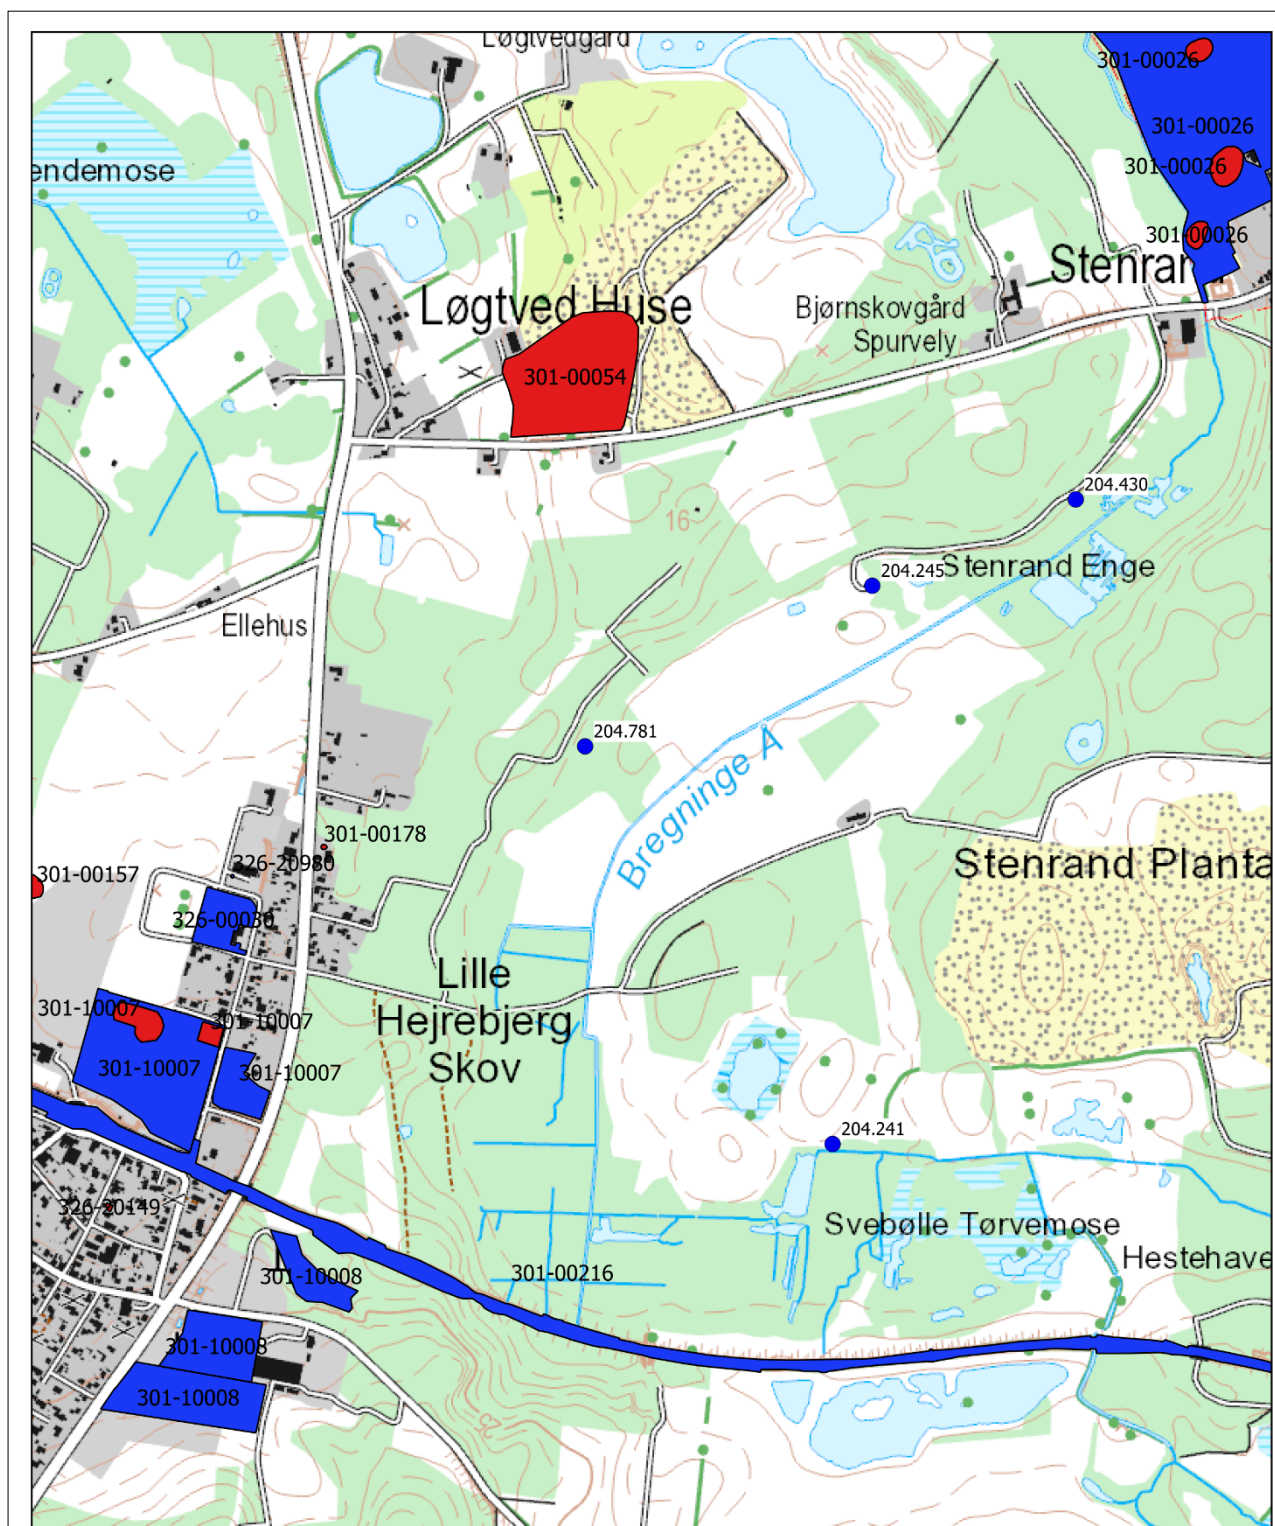 Løgtvedgård
301-00026
301-00026
301-00026
endemose
301-00026
Stenran
Løgtved Huse
Bjørnskovgård
Spurvely
301-00054
204.430
16
204.245
Stenrand Enge
Ellehus
204.781
Bregninge Å
301-00178
326-20980
301-00157
Stenrand Planta
326-00030
Lille
Hejrebjerg
Skov
301-10007
301-10007
301-10007
301-10007
204.241
326-20149
Svebølle Tørvemose
Hestehave
301-10008
301-00216
301-10008
301-10008